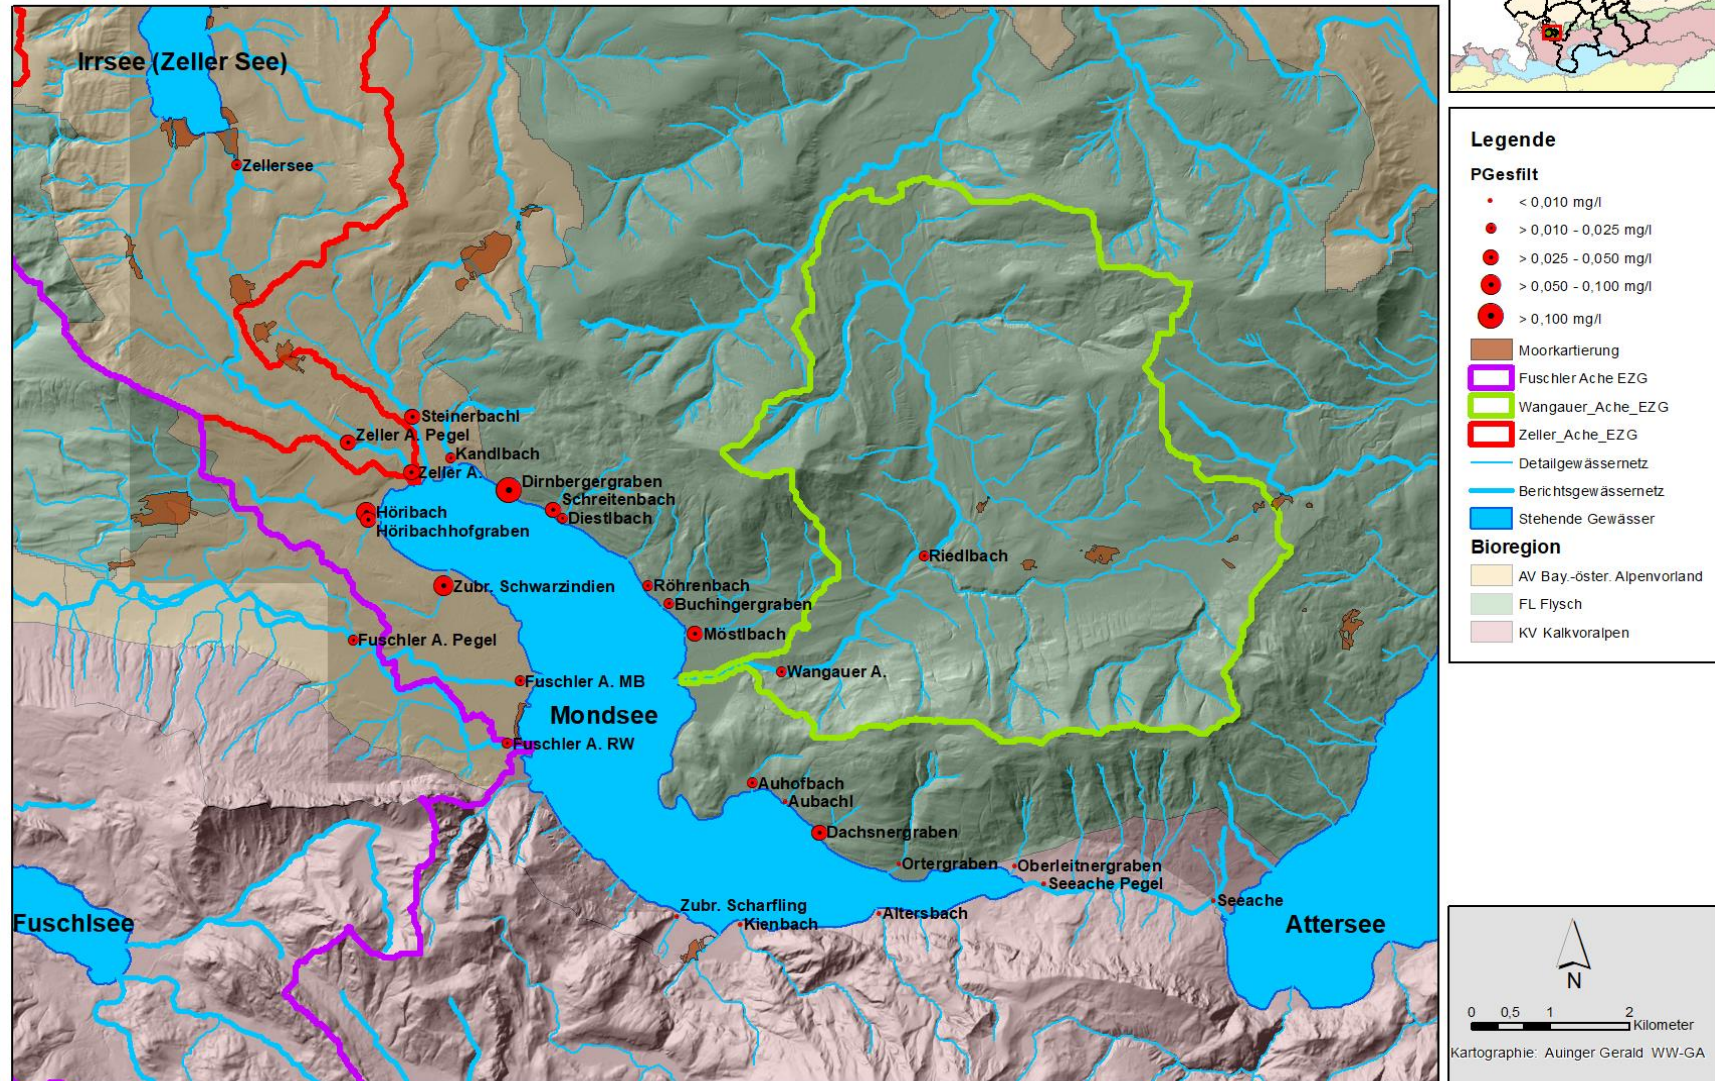 Irrsee (Zeller See)
Zellersee
Steinerbachl
Zeller A. Pegel
Kandlbach
Zeller A.
Dirnbergergraben
Schreitenbach
Diestlbach
Höribach
Höribachhofgraben
Zubr. Schwarzindien
Röhrenbach
Buchingergraben
Möstlbach
Riedlbach
Wangauer A.
Fuschler A. Pegel
Fuschler A. MB
Mondsee
Fuschler A. RW
Auhofbach
Aubachl
Dachsnergraben
Ortergraben
Oberleitnergraben
Seeache Pegel
Seeache
Zubr. Scharfling
Kienbach
Altersbach
Fuschlsee
Attersee
Legende
PGesfilt
< 0,010 mg/l
> 0,010 - 0,025 mg/l
> 0,025 - 0,050 mg/l
> 0,050 - 0,100 mg/l
> 0,100 mg/l
Moorkartierung
Fuschler Ache EZG
Wangauer_Ache_EZG
Zeller_Ache_EZG
Detailgewässernetz
Berichtsgewässernetz
Stehende Gewässer
Bioregion
AV Bay.-öster. Alpenvorland
FL Flysch
KV Kalkvoralpen
N
0 0,5 1 2
Kilometer
Kartographie: Auinger Gerald WW-GA